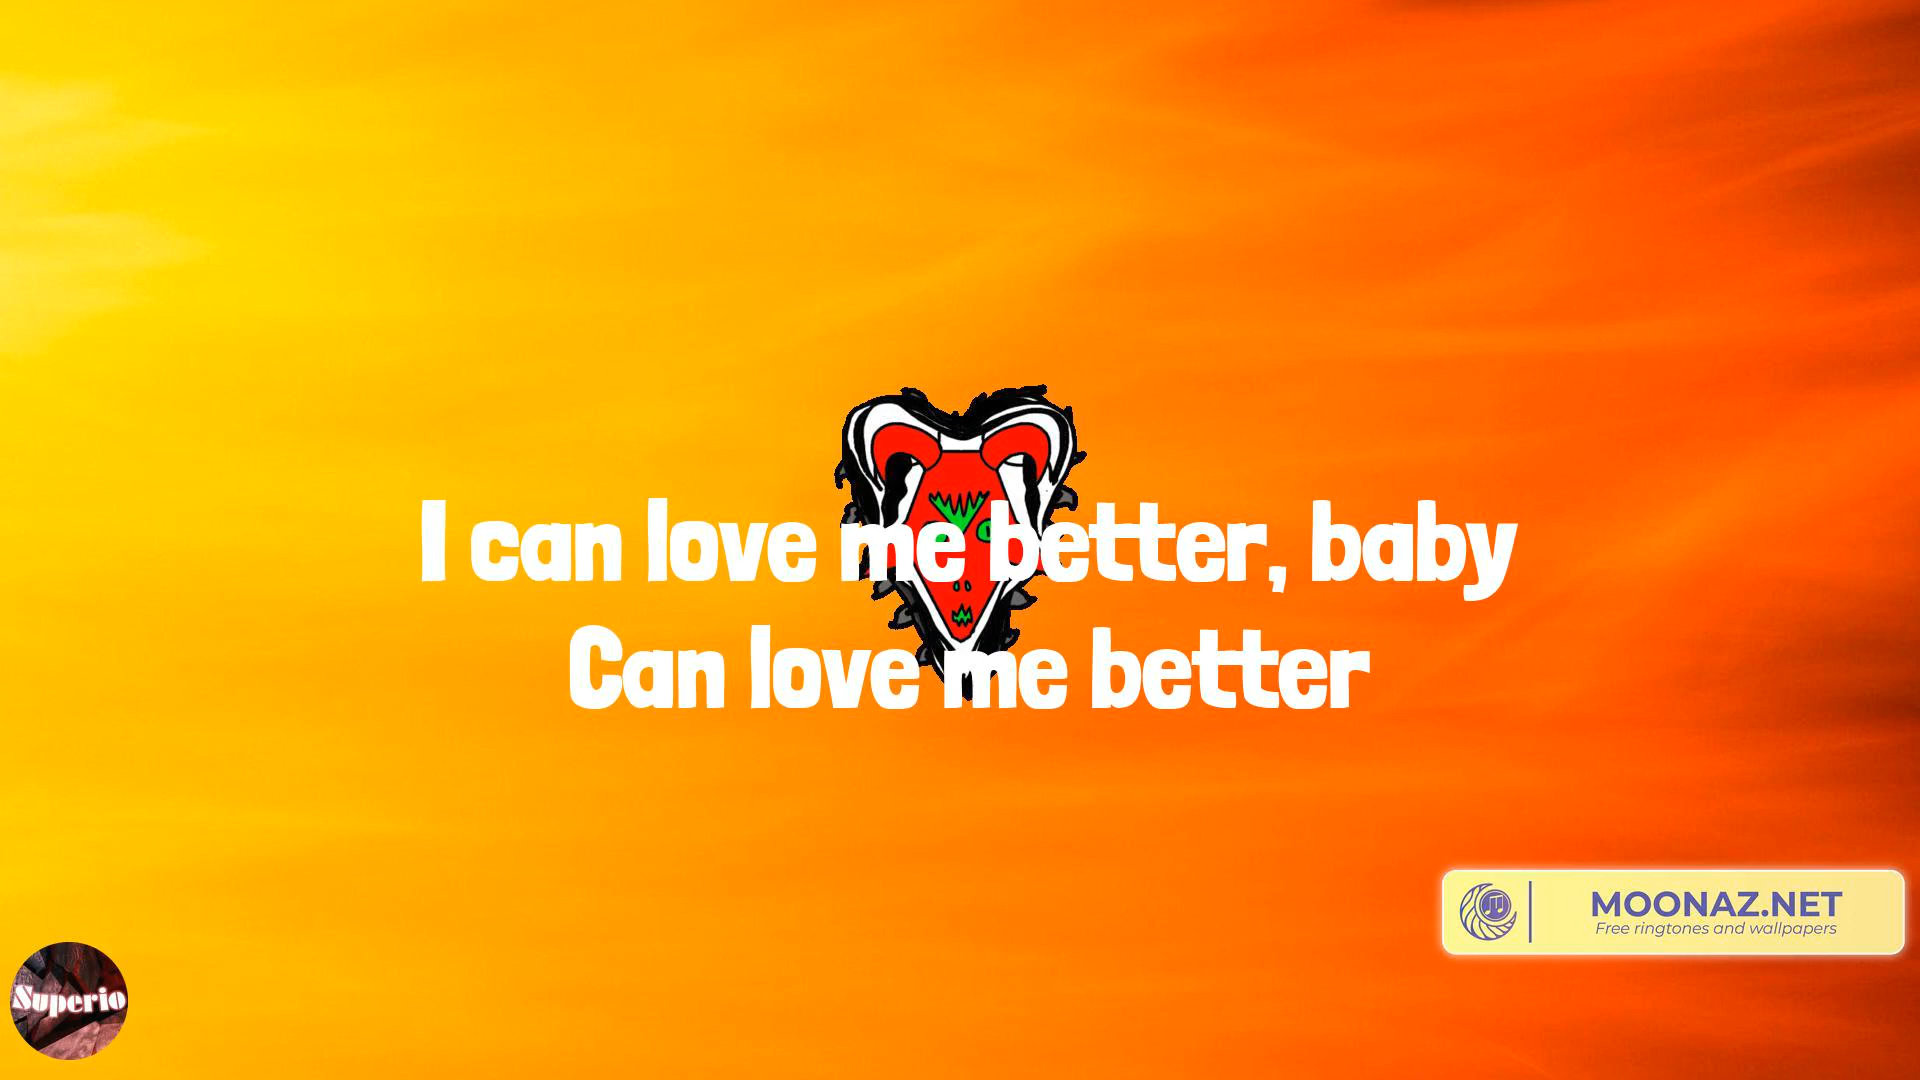 I can love me better, baby
Can love me better
MOONAZ.NET
Free ringtones and wallpapers
Superio